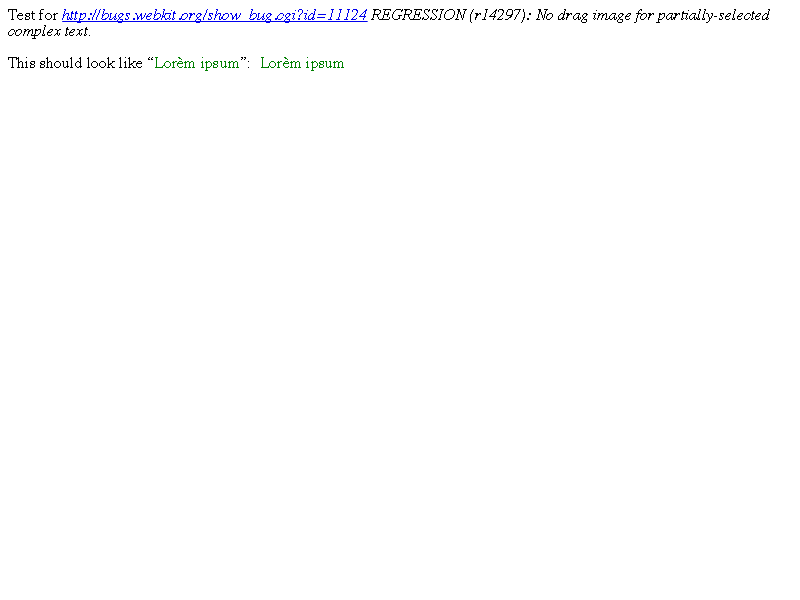 Test for http://bugs.webkit.org/show_bug.cgi?id=11124 REGRESSION (r14297): No drag image for partially-selected
complex text.
This should look like “Lorèm ipsum”: Lorèm ipsum